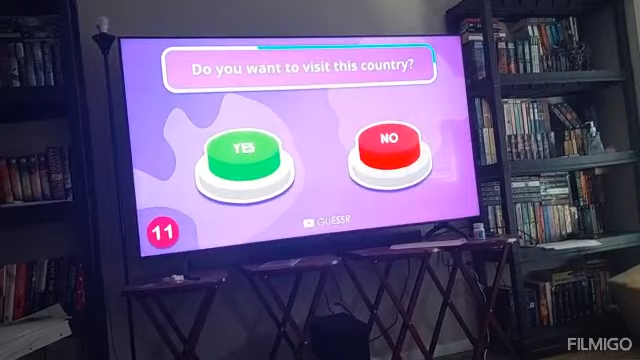 Do you want to visit this country?
YES
NO
GUESSR
11
FILMIGO